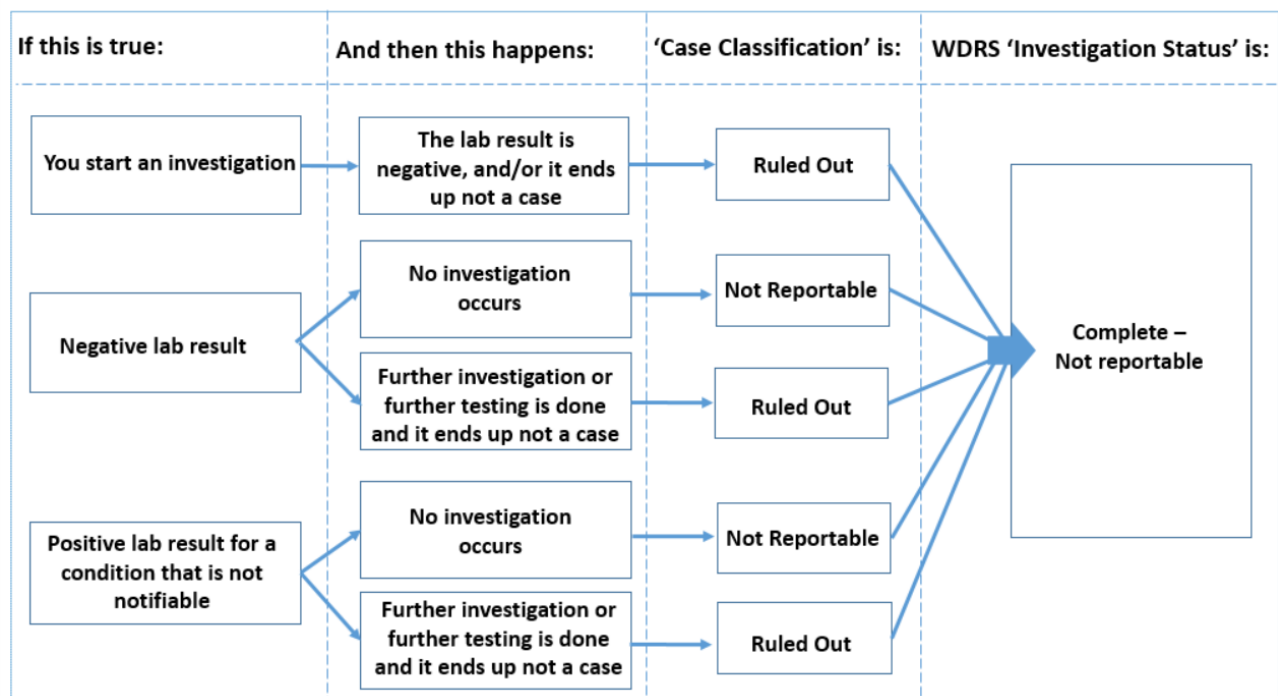 If this is true:
And then this happens:
‘Case Classification’ is:
WDRS ‘Investigation Status’ is:
You start an investigation
The lab result is
negative, and/or it ends
up not a case
Ruled Out
Negative lab result
No investigation
occurs
Not Reportable
Further investigation or
further testing is done
and it ends up not a case
Ruled Out
Positive lab result for a
condition that is not
notifiable
No investigation
occurs
Not Reportable
Further investigation or
further testing is done
and it ends up not a case
Ruled Out
Complete –
Not reportable